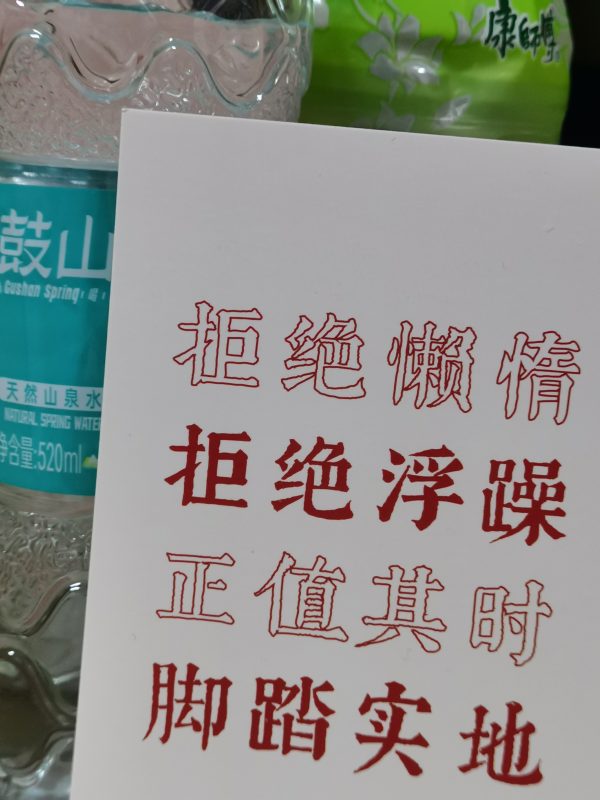 康师傅
鼓山
Gushan Spring
天然山泉水
NATURAL SPRING WATER
净含量:520ml
拒绝懒惰
拒绝浮躁
正值其时
脚踏实地